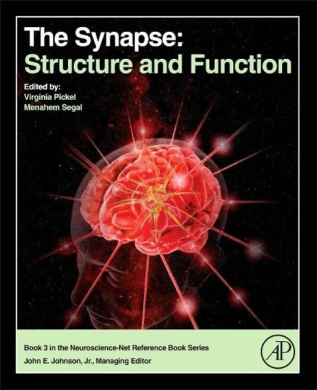 The Synapse:
Structure and Function
Edited by:
Virginia Pickel
Menahem Segal
Book 3 in the Neuroscience-Net Reference Book Series
John E. Johnson, Jr., Managing Editor
AP